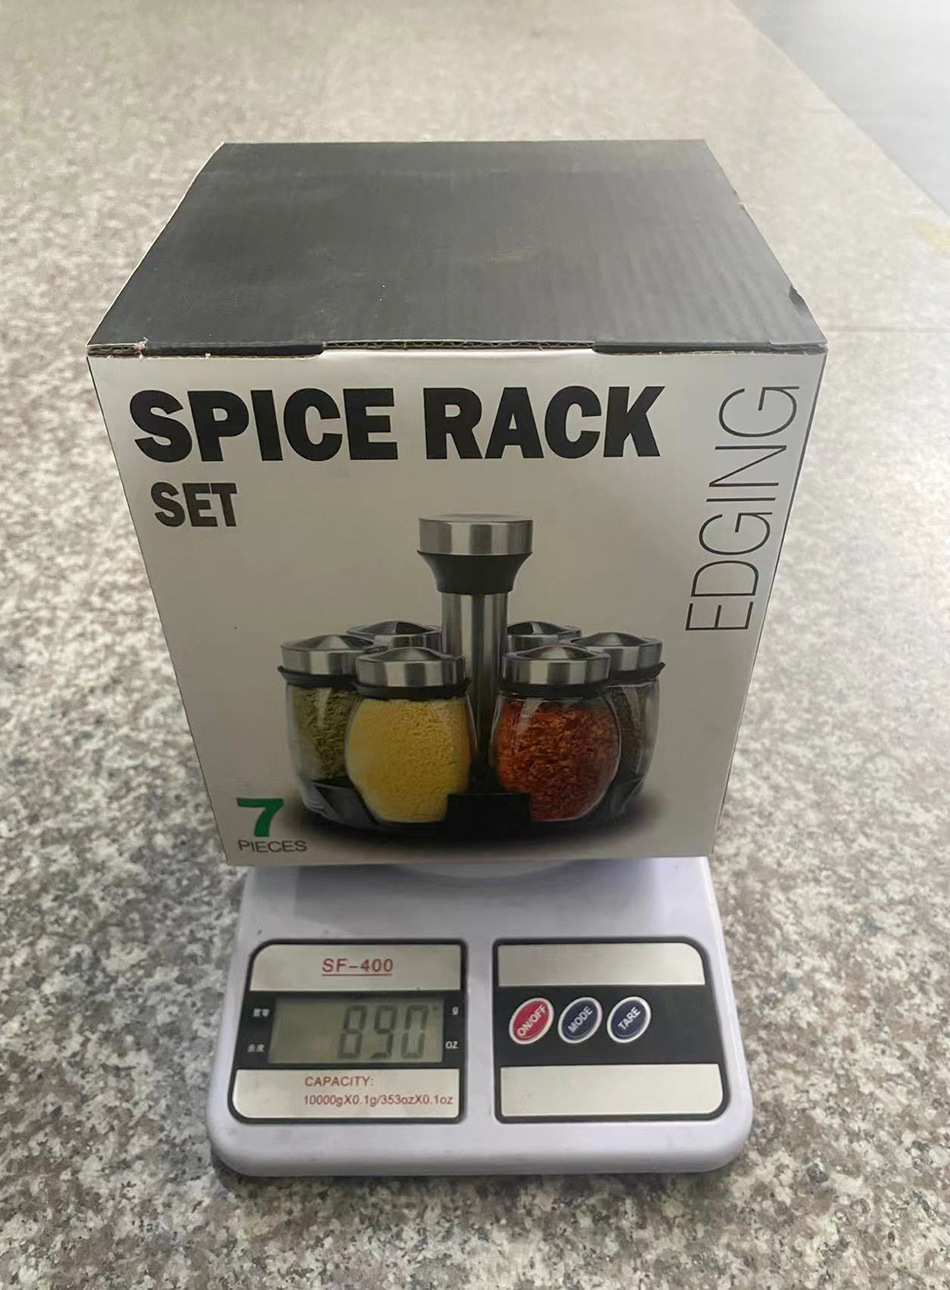 SPICE RACK
SET
EDGING
7
PIECES
SF-400
890
g
OZ
CAPACITY:
10000gX0.1g/353ozX0.1oz
ON/OFF
MODE
TARE